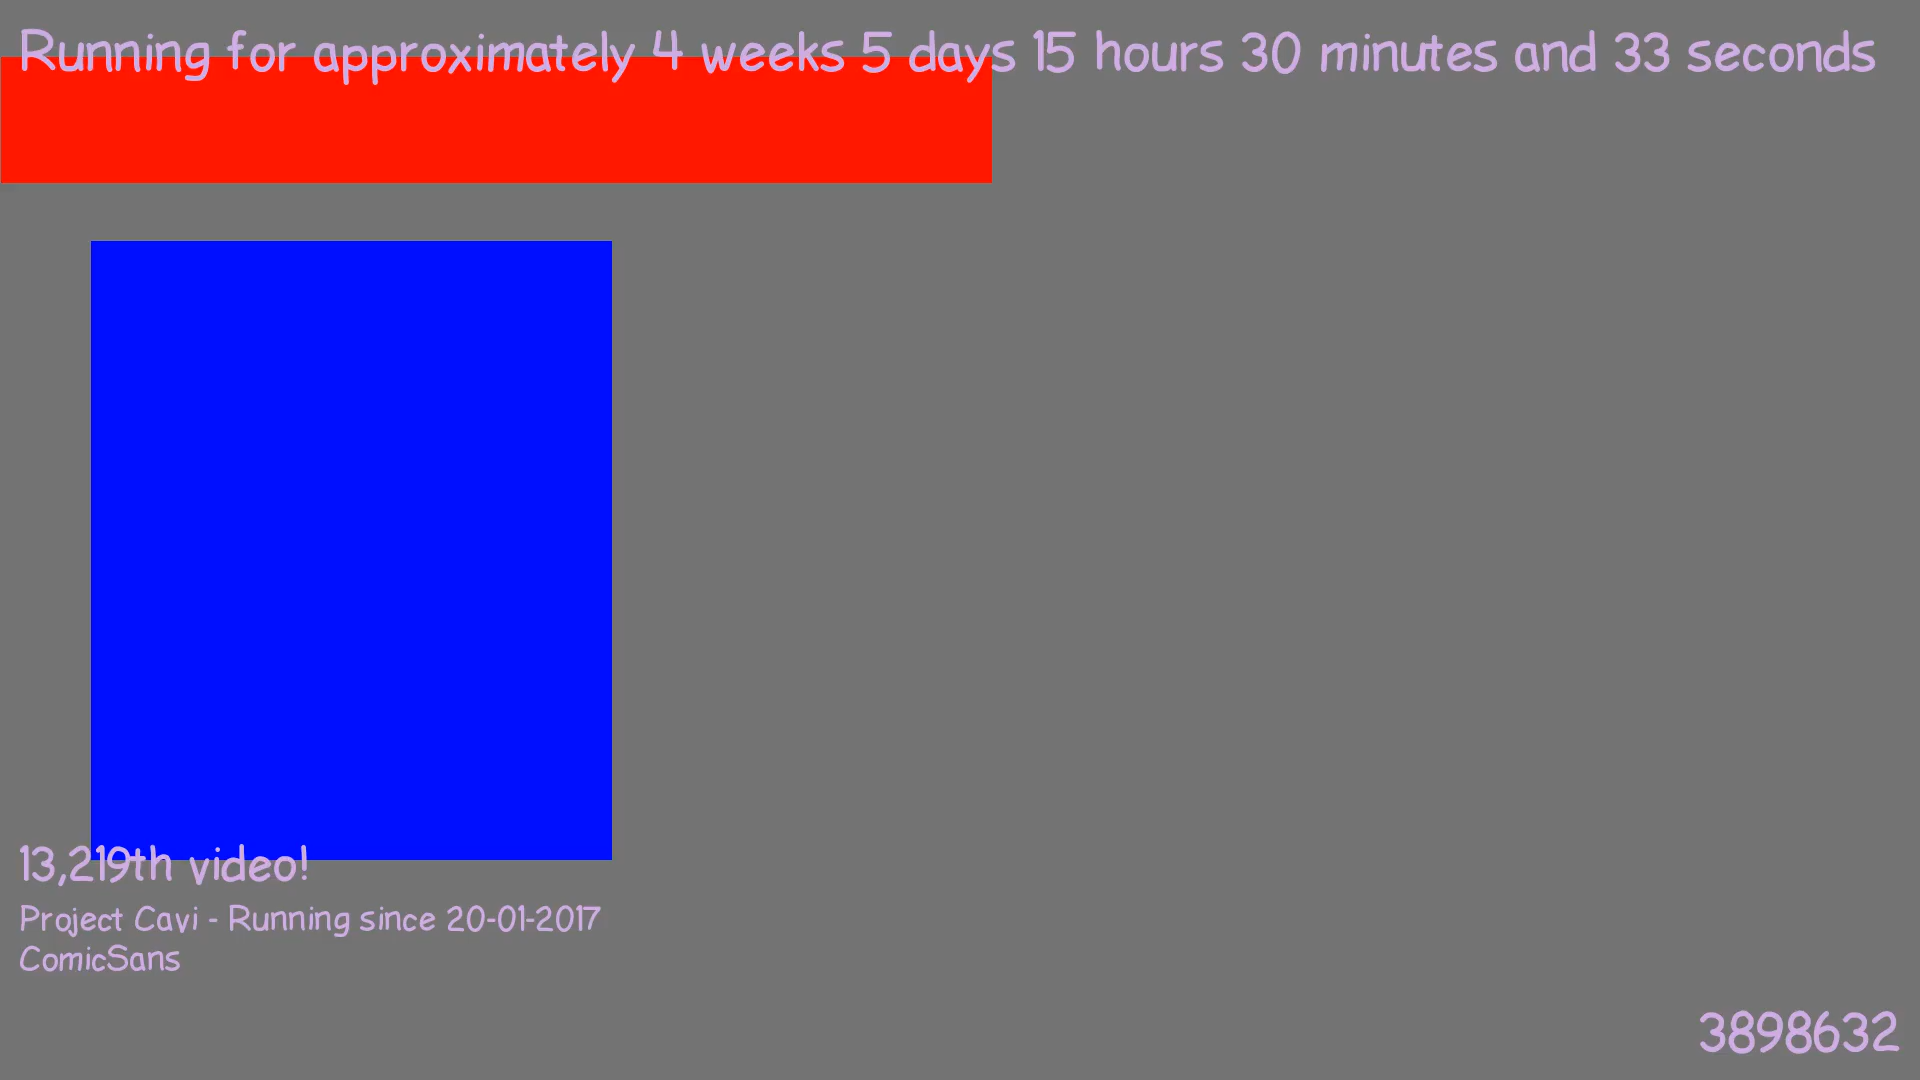 Running for approximately 4 weeks 5 days 15 hours 30 minutes and 33 seconds
13,219th video!
Project Cavi - Running since 20-01-2017
ComicSans
3898632